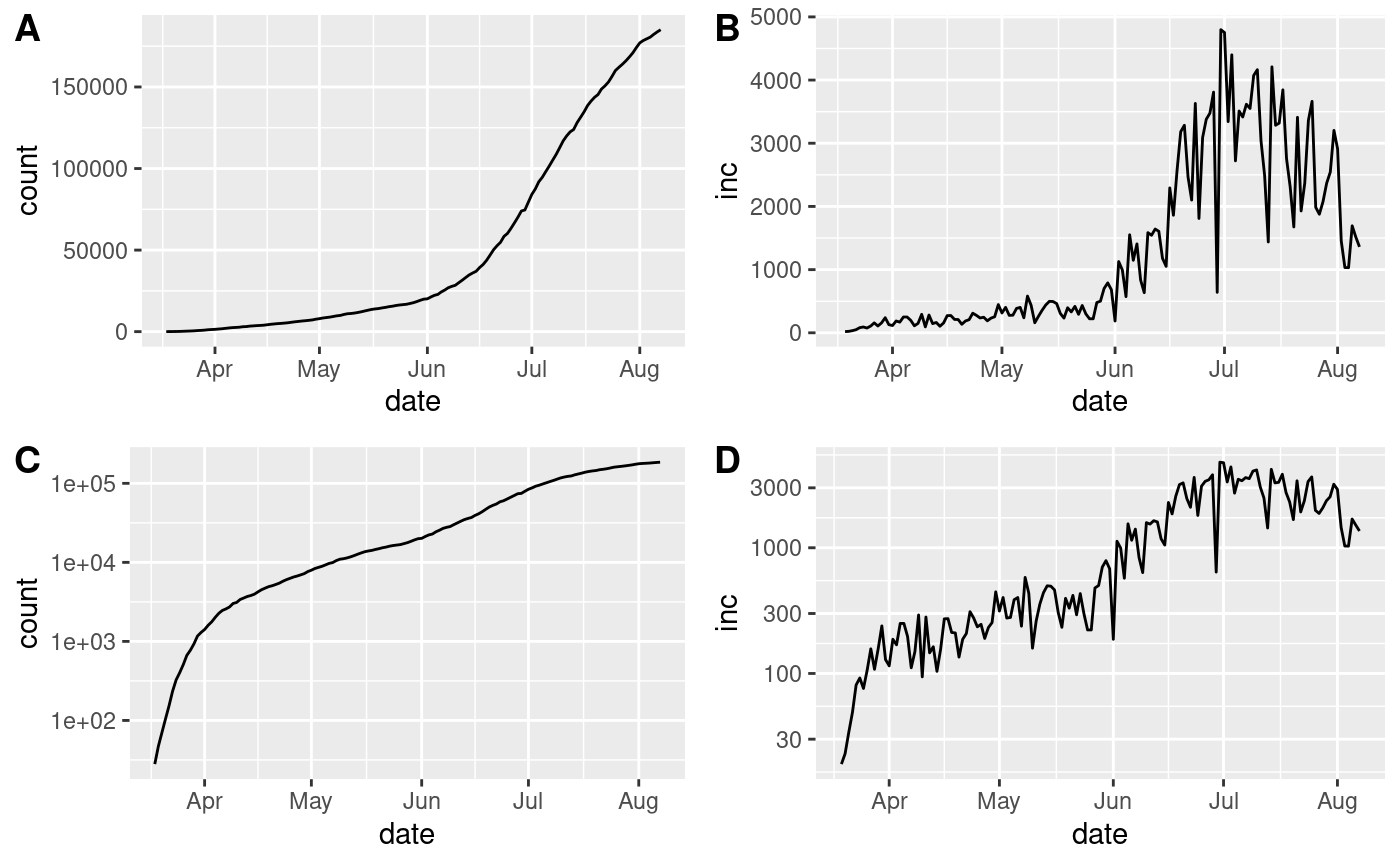 A
count
150000
100000
50000
0
Apr May Jun Jul Aug
date
B
inc
5000
4000
3000
2000
1000
0
Apr May Jun Jul Aug
date
C
count
1e+05
1e+04
1e+03
1e+02
Apr May Jun Jul Aug
date
D
inc
3000
1000
300
100
30
Apr May Jun Jul Aug
date